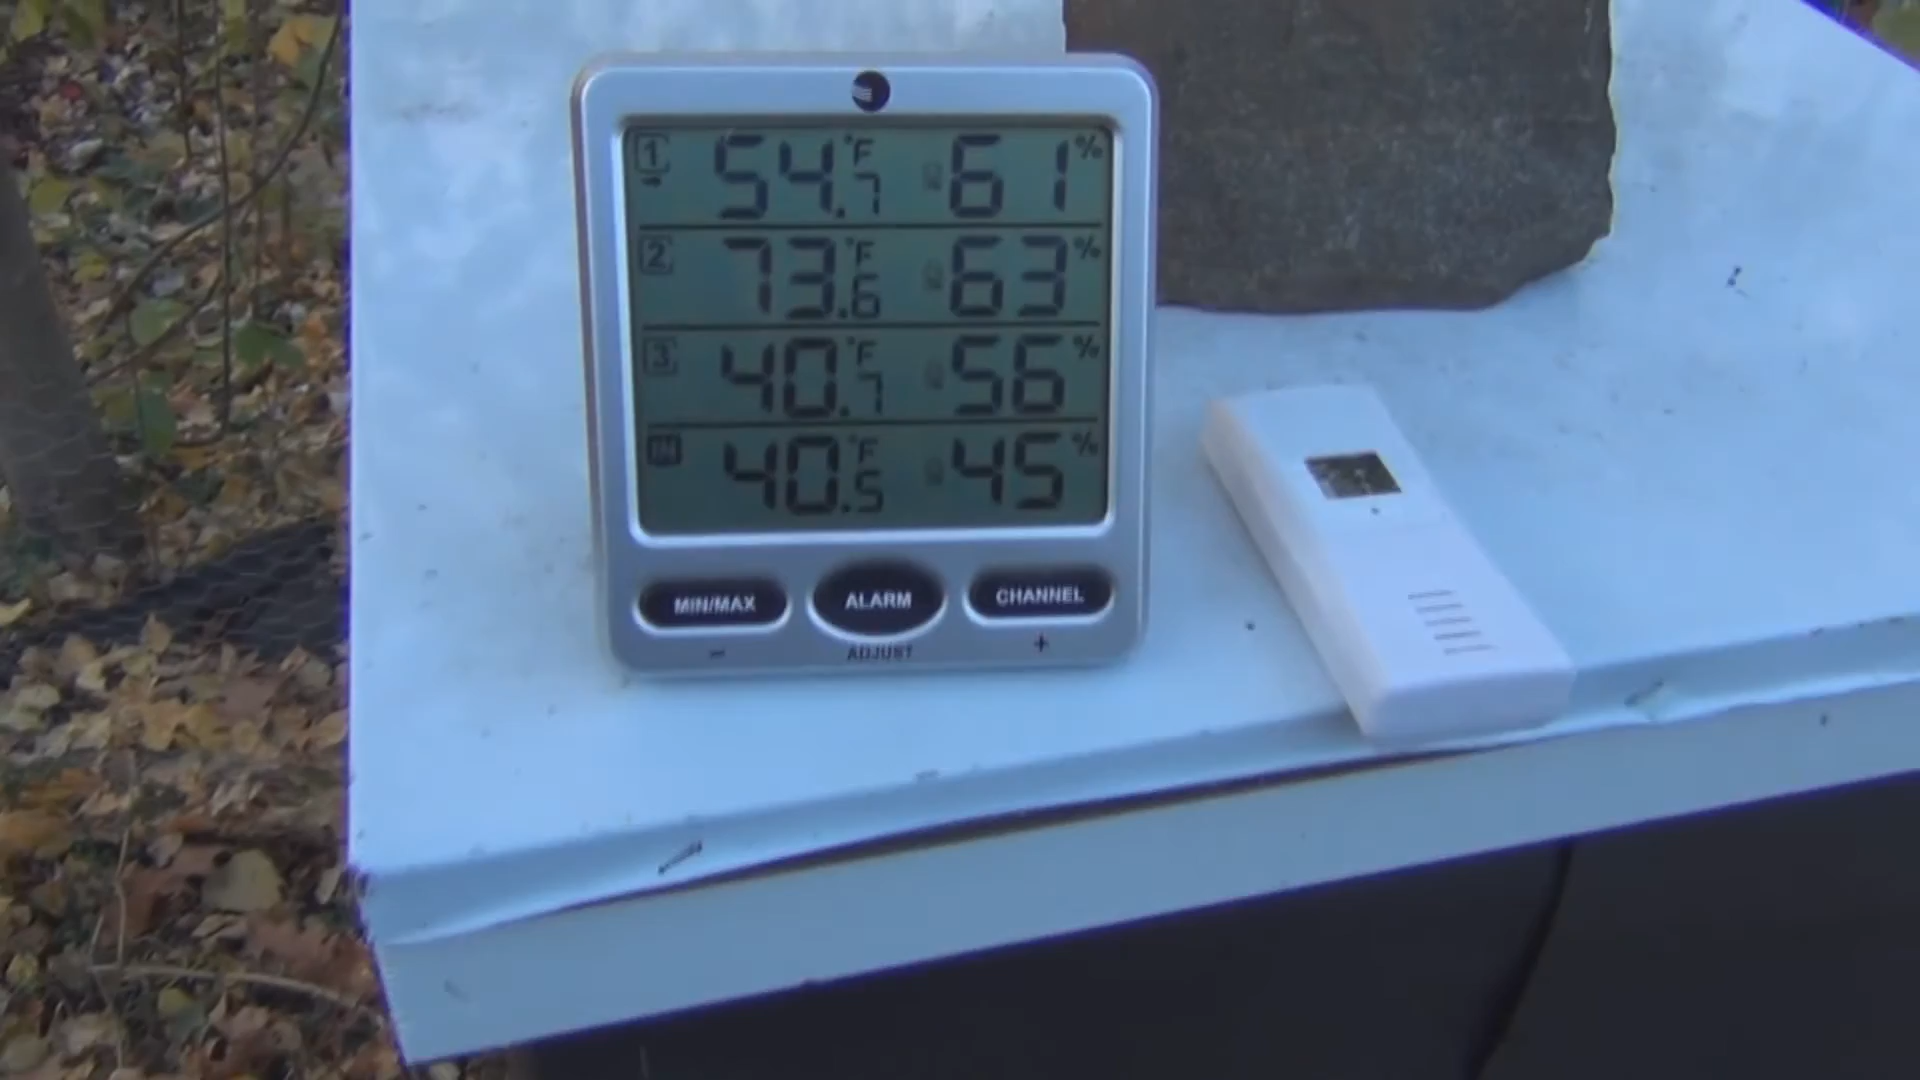 1 54.7 °F 61 %
2 73.6 °F 63 %
3 40.7 °F 56 %
IN 40.5 °F 45 %
MIN/MAX ALARM CHANNEL
- ADJUST +